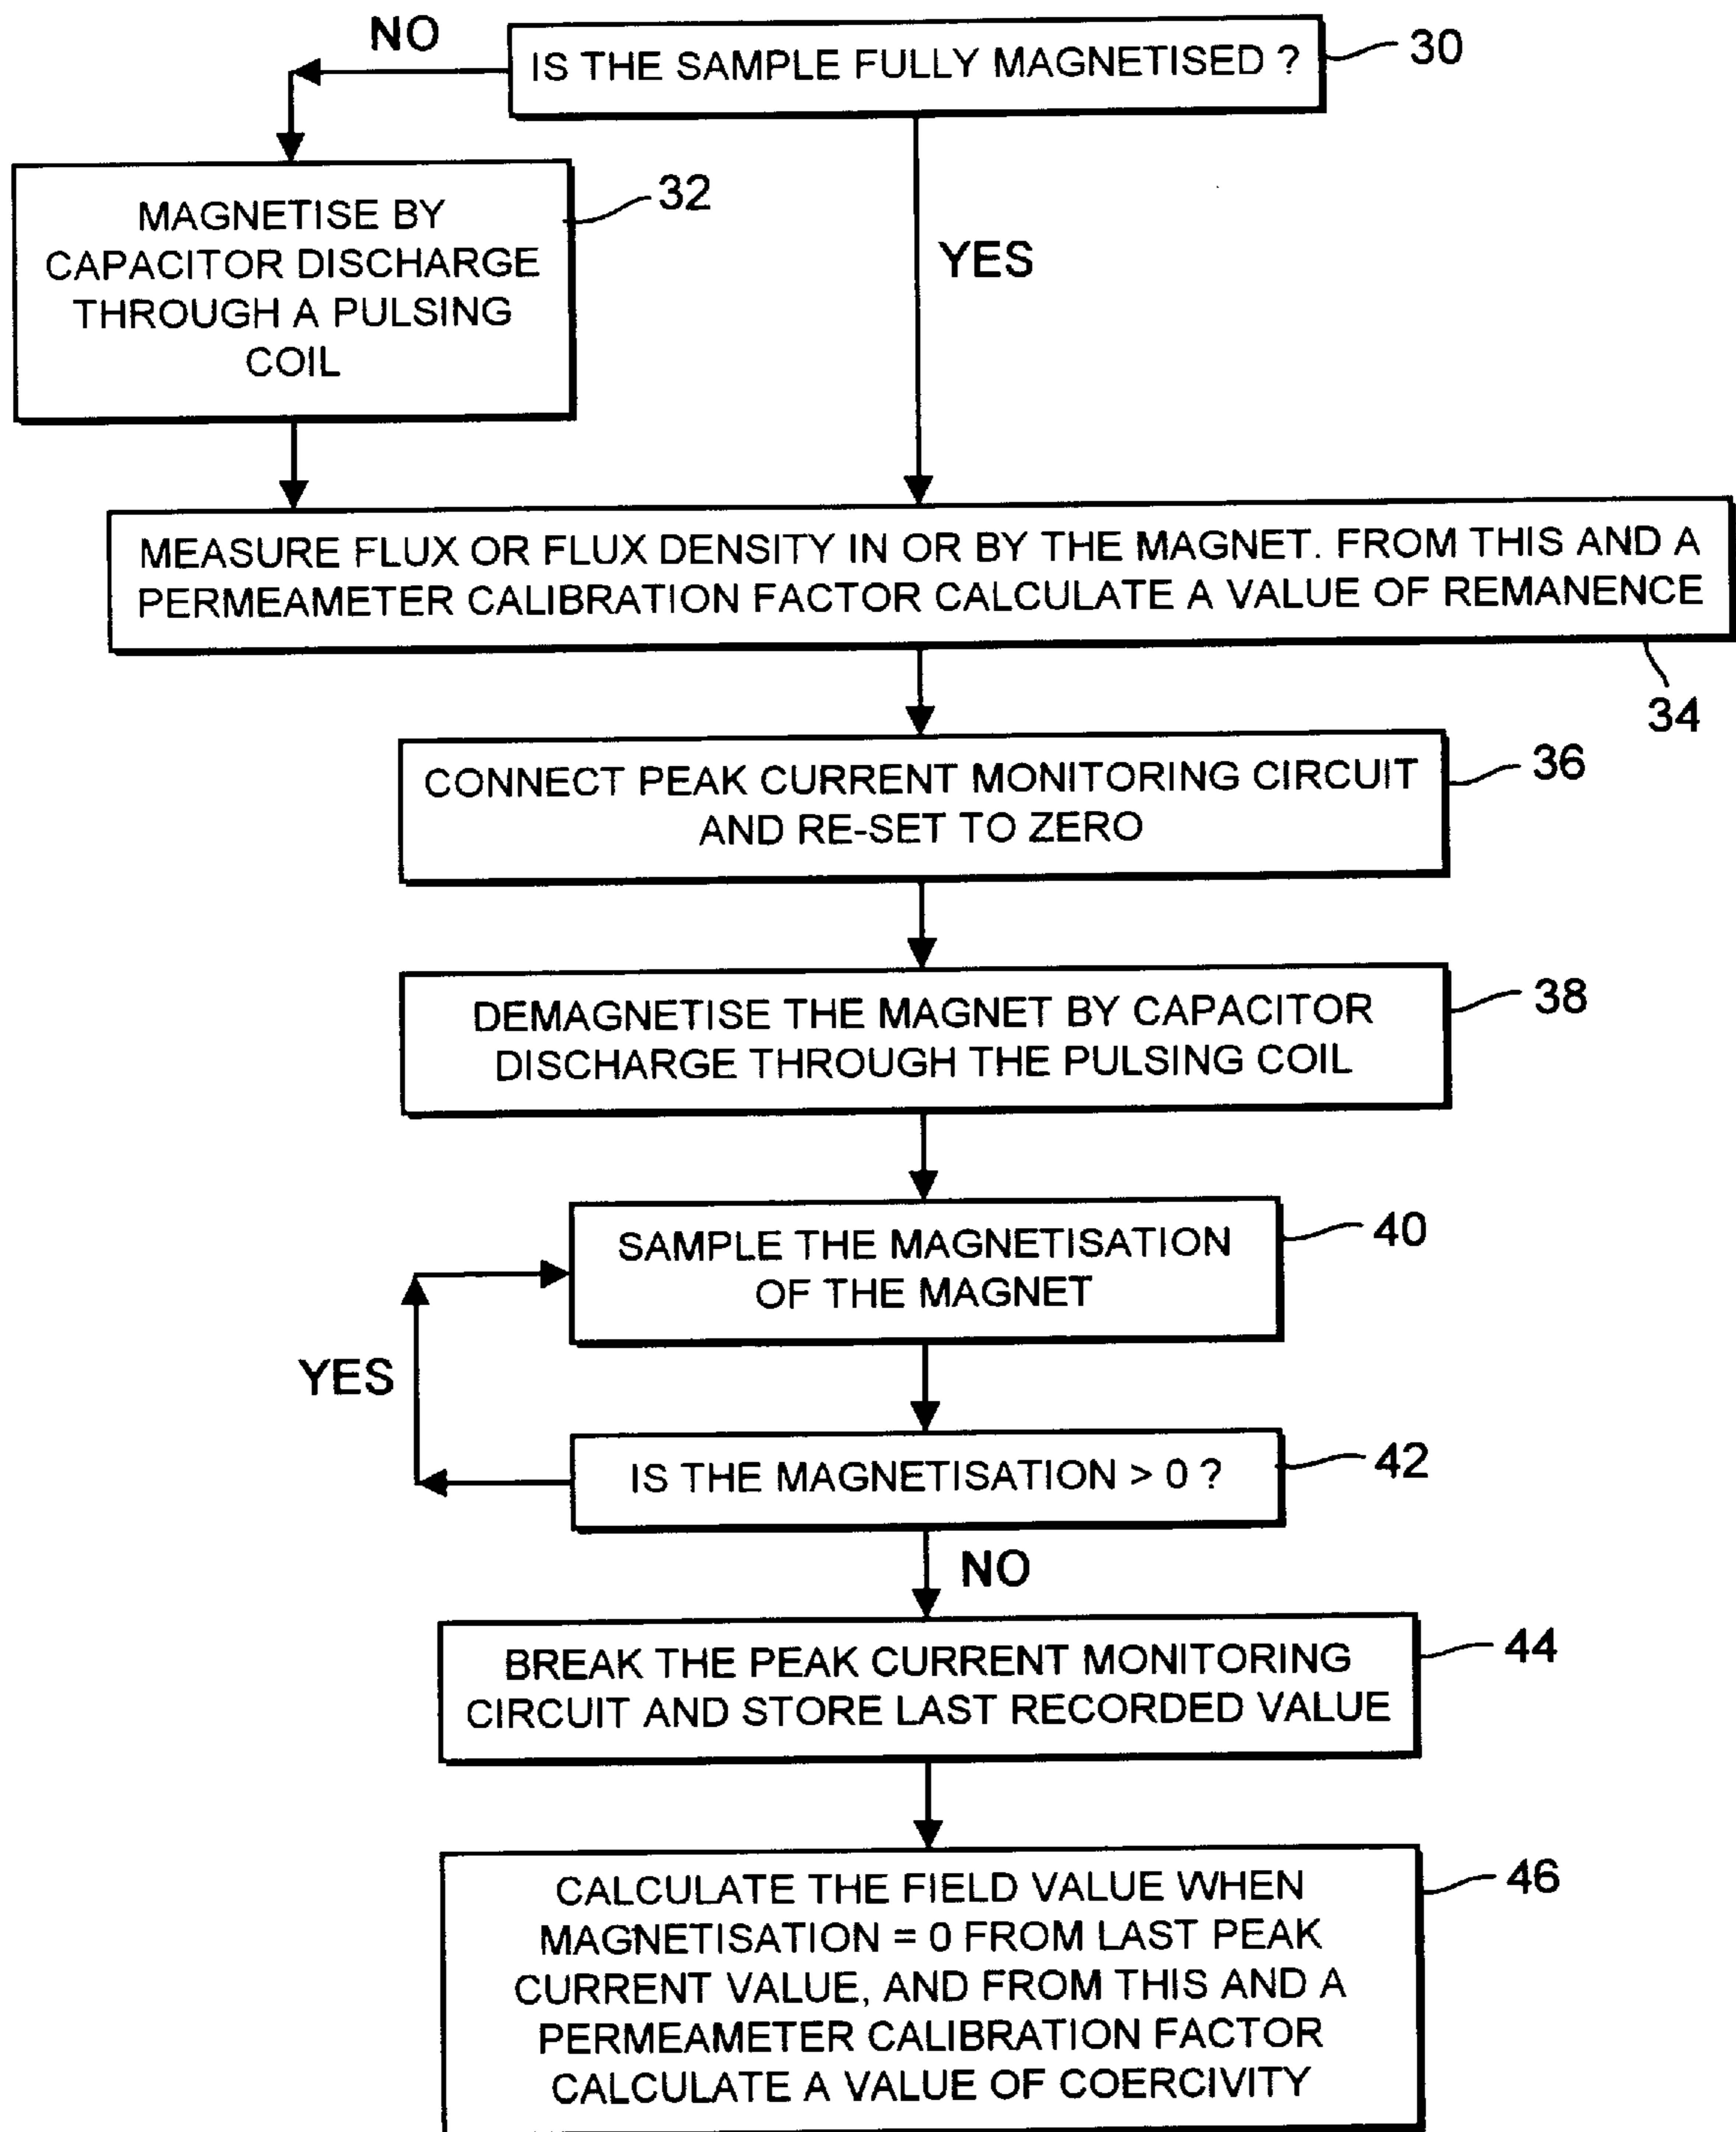 NO
IS THE SAMPLE FULLY MAGNETISED ?
30
MAGNETISE BY
CAPACITOR DISCHARGE
THROUGH A PULSING
COIL
32
YES
MEASURE FLUX OR FLUX DENSITY IN OR BY THE MAGNET. FROM THIS AND A
PERMEAMETER CALIBRATION FACTOR CALCULATE A VALUE OF REMANENCE
34
CONNECT PEAK CURRENT MONITORING CIRCUIT
AND RE-SET TO ZERO
36
DEMAGNETISE THE MAGNET BY CAPACITOR
DISCHARGE THROUGH THE PULSING COIL
38
SAMPLE THE MAGNETISATION
OF THE MAGNET
40
YES
IS THE MAGNETISATION > 0 ?
42
NO
BREAK THE PEAK CURRENT MONITORING
CIRCUIT AND STORE LAST RECORDED VALUE
44
CALCULATE THE FIELD VALUE WHEN
MAGNETISATION = 0 FROM LAST PEAK
CURRENT VALUE, AND FROM THIS AND A
PERMEAMETER CALIBRATION FACTOR
CALCULATE A VALUE OF COERCIVITY
46